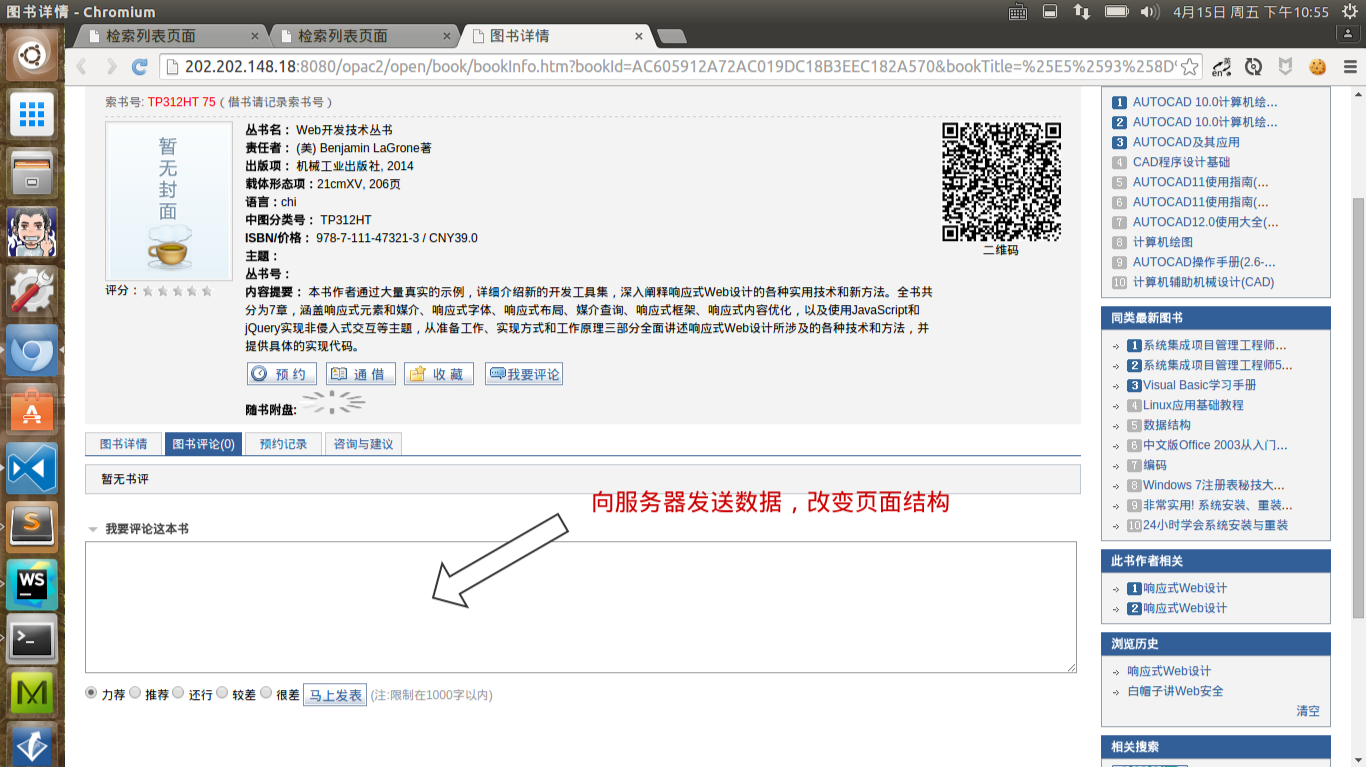 图书详情 - Chromium
4月15日 周五 下午10:55
检索列表页面
检索列表页面
图书详情
202.202.148.18:8080/opac2/open/book/bookInfo.htm?bookId=AC605912A72AC019DC18B3EEC182A570&bookTitle=%25E5%2593%258D%
en 英
索书号: TP312HT 75 ( 借书请记录索书号 )
暂无封面
评分：
丛书名： Web开发技术丛书
责任者： (美) Benjamin LaGrone著
出版项： 机械工业出版社, 2014
载体形态项：21cmXV, 206页
语言：chi
中图分类号： TP312HT
ISBN/价格： 978-7-111-47321-3 / CNY39.0
主题：
丛书号：
内容提要： 本书作者通过大量真实的示例，详细介绍新的开发工具集，深入阐释响应式Web设计的各种实用技术和新方法。全书共
分为7章，涵盖响应式元素和媒介、响应式字体、响应式布局、媒介查询、响应式框架、响应式内容优化，以及使用JavaScript和
jQuery实现非侵入式交互等主题，从准备工作、实现方式和工作原理三部分全面讲述响应式Web设计所涉及的各种技术和方法，并
提供具体的实现代码。
二维码
预 约
通 借
收 藏
我要评论
随书附盘:
图书详情
图书评论(0)
预约记录
咨询与建议
暂无书评
向服务器发送数据，改变页面结构
我要评论这本书
力荐 推荐 还行 较差 很差 马上发表 (注:限制在1000字以内)
1 AUTOCAD 10.0计算机绘...
2 AUTOCAD 10.0计算机绘...
3 AUTOCAD及其应用
4 CAD程序设计基础
5 AUTOCAD11使用指南(...
6 AUTOCAD11使用指南(...
7 AUTOCAD12.0使用大全(...
8 计算机绘图
9 AUTOCAD操作手册(2.6-...
10 计算机辅助机械设计(CAD)
同类最新图书
1 系统集成项目管理工程师...
2 系统集成项目管理工程师5...
3 Visual Basic学习手册
4 Linux应用基础教程
5 数据结构
6 中文版Office 2003从入门...
7 编码
8 Windows 7注册表秘技大...
9 非常实用! 系统安装、重装...
10 24小时学会系统安装与重装
此书作者相关
1 响应式Web设计
2 响应式Web设计
浏览历史
响应式Web设计
白帽子讲Web安全
清空
相关搜索
WS